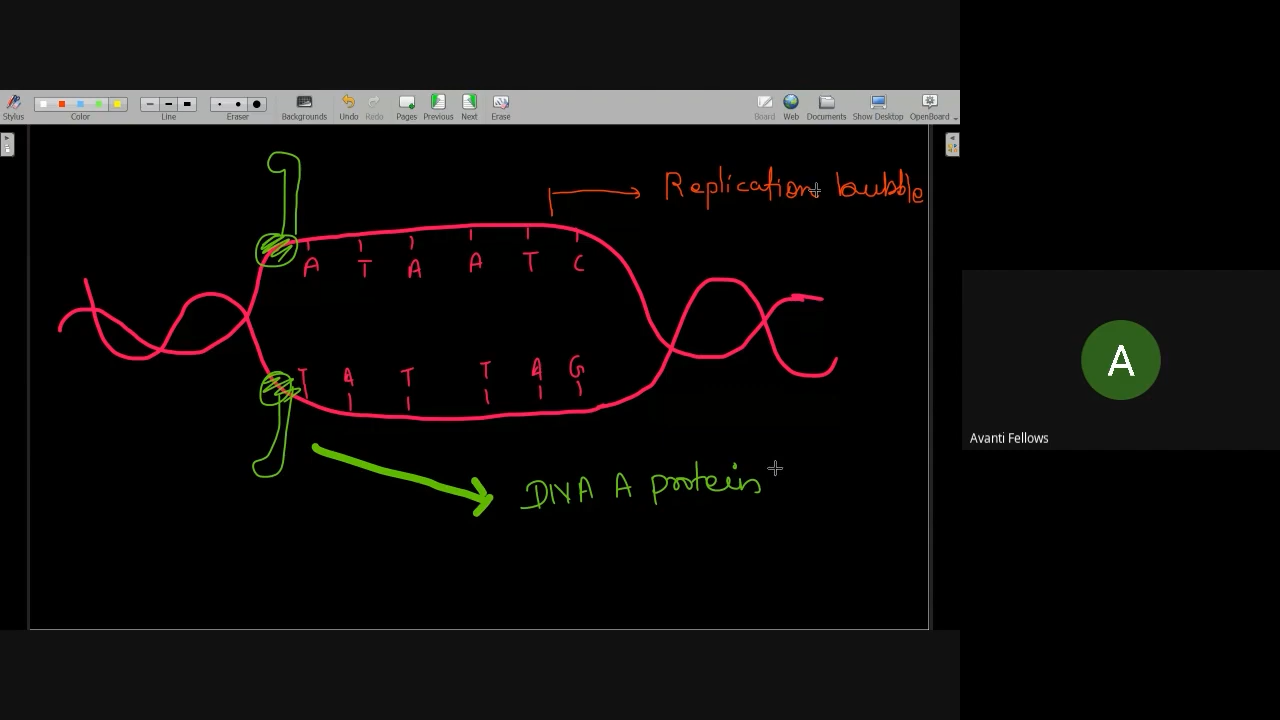 Stylus
Color
Line
Eraser
Backgrounds
Undo
Redo
Pages
Previous
Next
Erase
Board
Web
Documents
Show Desktop
OpenBoard
Replication bubble
A T A A T C
T A T T A G
DNA A proteins
A
Avanti Fellows